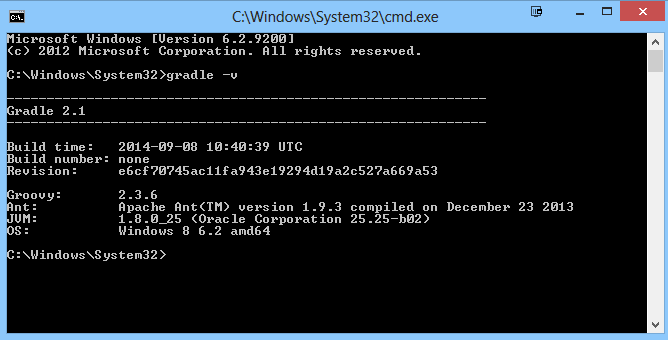 C:\Windows\System32\cmd.exe
Microsoft Windows [Version 6.2.9200]
(c) 2012 Microsoft Corporation. All rights reserved.
C:\Windows\System32>gradle -v
------------------------------------------------------------
Gradle 2.1
------------------------------------------------------------
Build time:   2014-09-08 10:40:39 UTC
Build number: none
Revision:     e6cf70745ac11fa943e19294d19a2c527a669a53
Groovy:       2.3.6
Ant:          Apache Ant(TM) version 1.9.3 compiled on December 23 2013
JVM:          1.8.0_25 (Oracle Corporation 25.25-b02)
OS:           Windows 8 6.2 amd64
C:\Windows\System32>